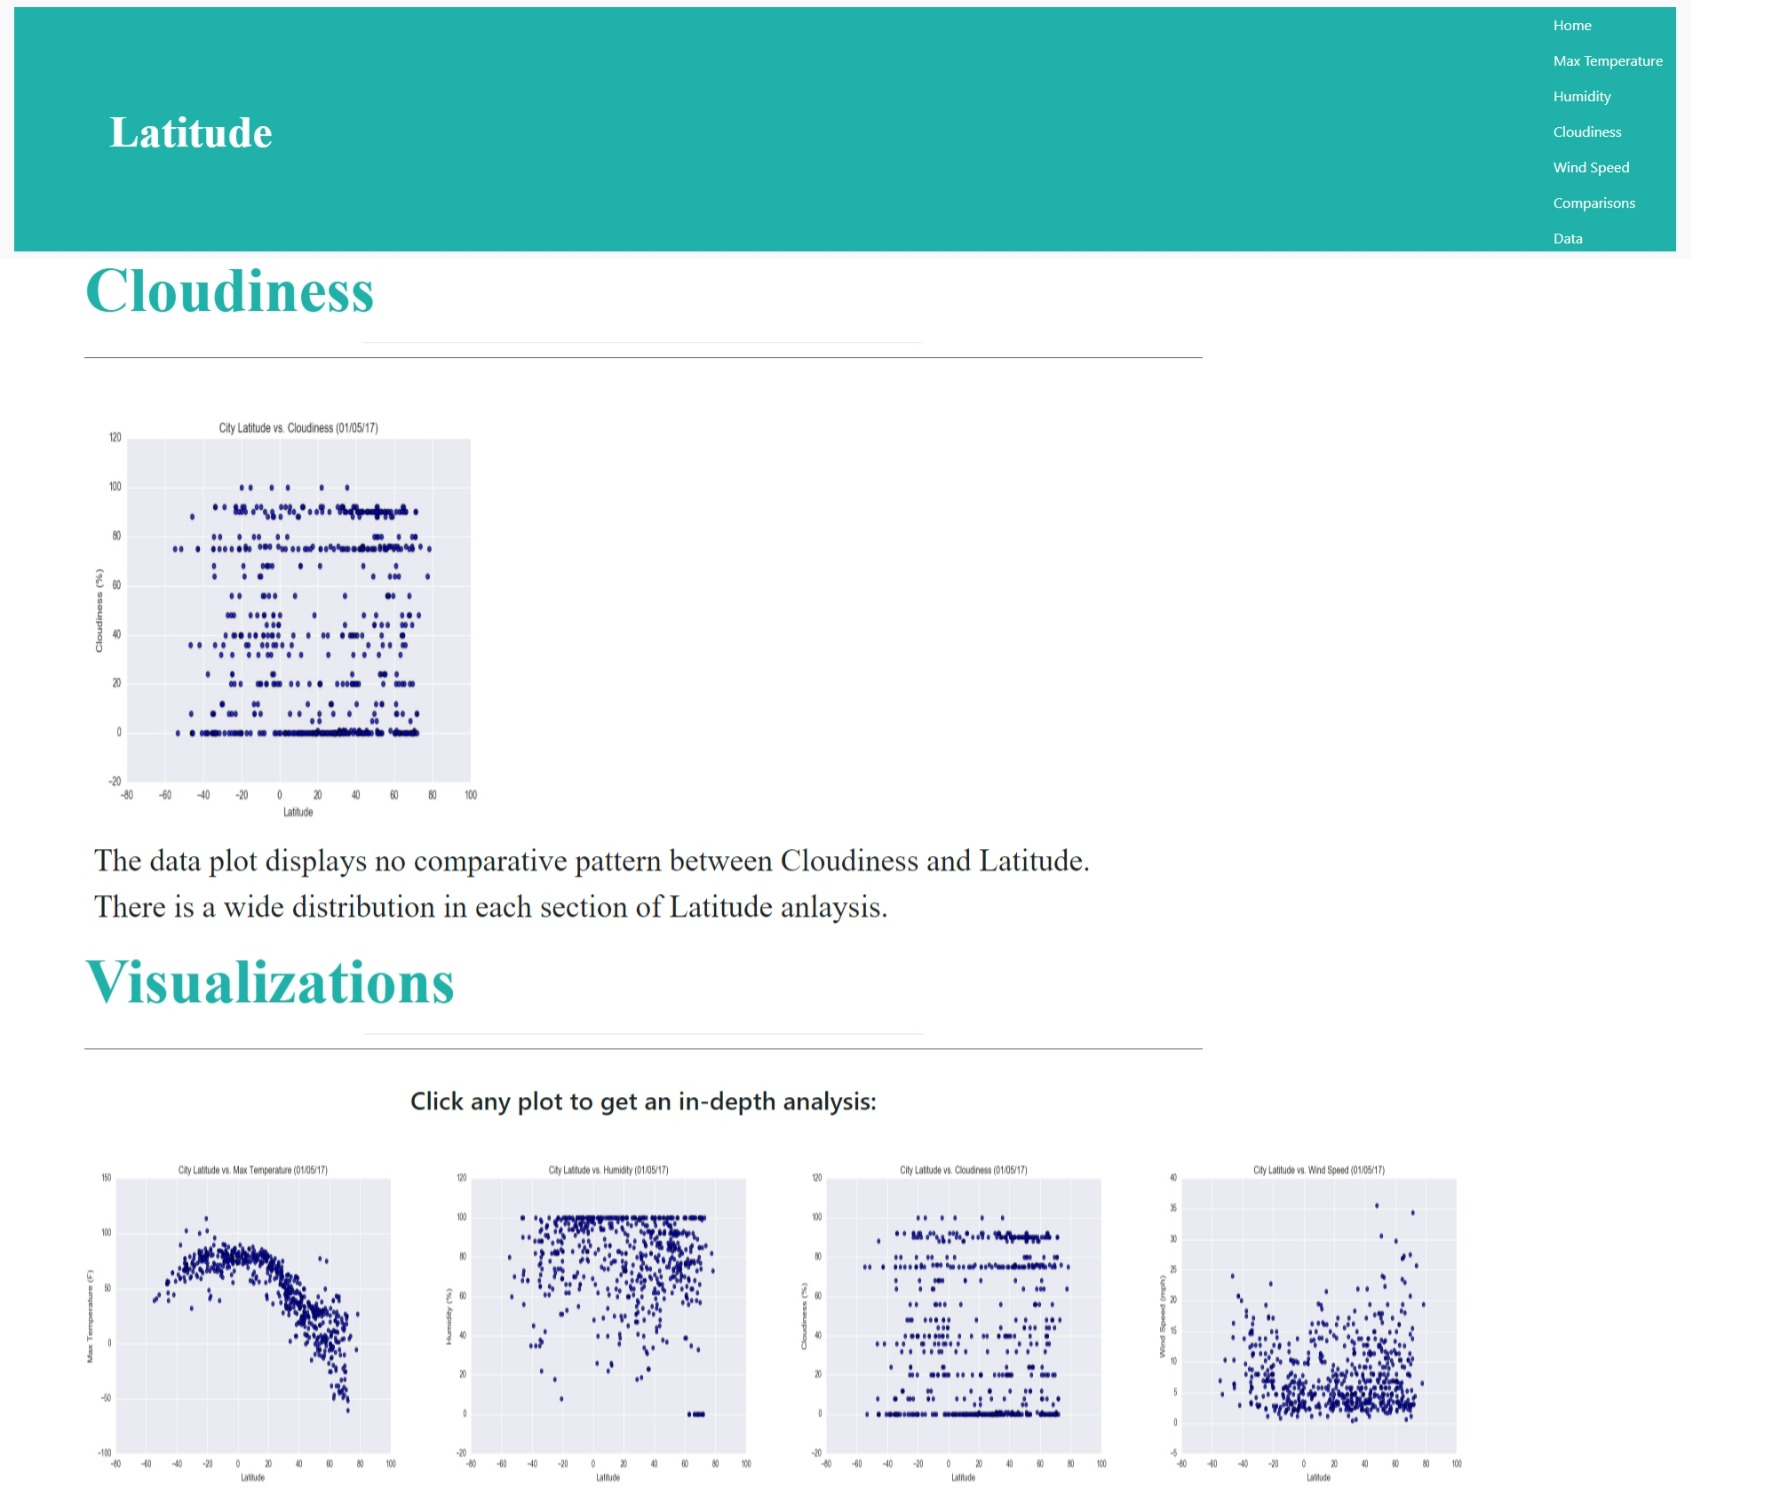 Home
Max Temperature
Humidity
Latitude
Cloudiness
Wind Speed
Comparisons
Data
Cloudiness
City Latitude vs. Cloudiness (01/05/17)
120
100
80
60
40
20
0
−20
Cloudiness (%)
−80 −60 −40 −20 0 20 40 60 80 100
Latitude
The data plot displays no comparative pattern between Cloudiness and Latitude.
There is a wide distribution in each section of Latitude anlaysis.
Visualizations
Click any plot to get an in-depth analysis:
City Latitude vs. Max Temperature (01/05/17)
150
100
50
0
−50
−100
Max Temperature (F)
−80 −60 −40 −20 0 20 40 60 80 100
Latitude
City Latitude vs. Humidity (01/05/17)
120
100
80
60
40
20
0
−20
Humidity (%)
−80 −60 −40 −20 0 20 40 60 80 100
Latitude
City Latitude vs. Cloudiness (01/05/17)
120
100
80
60
40
20
0
−20
Cloudiness (%)
−80 −60 −40 −20 0 20 40 60 80 100
Latitude
City Latitude vs. Wind Speed (01/05/17)
40
35
30
25
20
15
10
5
0
−5
Wind Speed (mph)
−80 −60 −40 −20 0 20 40 60 80 100
Latitude